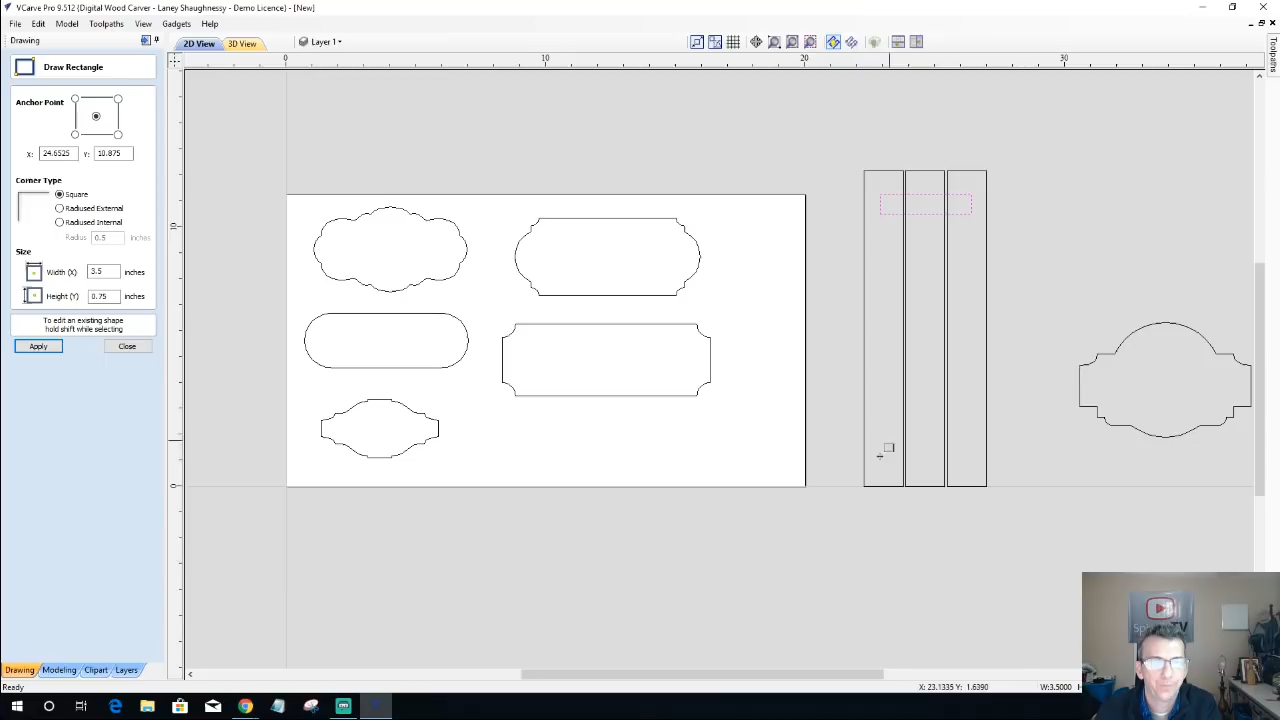 VCarve Pro 9.512 (Digital Wood Carver - Laney Shaughnessy - Demo Licence) - [New]
File Edit Model Toolpaths View Gadgets Help
Drawing
2D View 3D View Layer 1
Draw Rectangle
0 10 20 30
Anchor Point
X: 24.6525 Y: 10.875
Corner Type
Square
Radiused External
Radiused Internal
Radius 0.5 inches
Size
Width (X) 3.5 inches
Height (Y) 0.75 inches
To edit an existing shape
hold shift while selecting
Apply Close
10
0
Toolpaths
Drawing Modeling Clipart Layers
Ready
X: 23.1335 Y: 1.6390
W:3.5000
TV